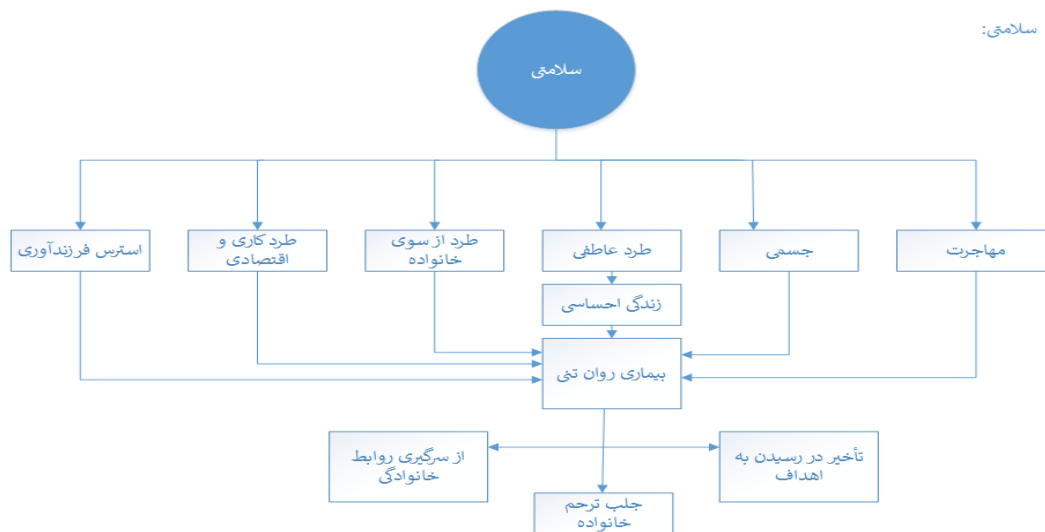 سلامتی:
سلامتی
مهاجرت
جسمی
طرد عاطفی
طرد از سوی
خانواده
طرد کاری و
اقتصادی
استرس فرزندآوری
زندگی احساسی
بیماری روان تنی
تأخیر در رسیدن به
اهداف
از سرگیری روابط
خانوادگی
جلب ترحم
خانواده